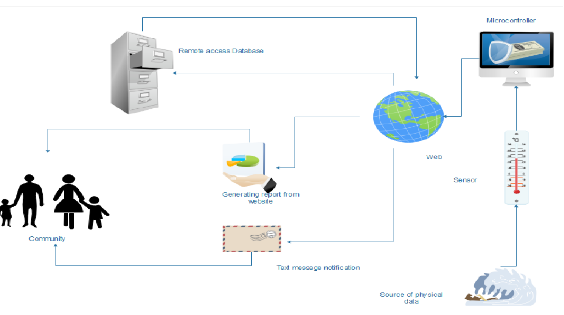 Microcontroller
Remote access Database
Web
Sensor
Generating report from
website
Community
Text message notification
Source of physical
data